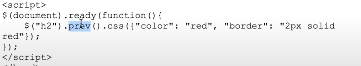 <script>
$(document).ready(function(){
$("h2").prev().css({"color": "red", "border": "2px solid
red"});
});
</script>